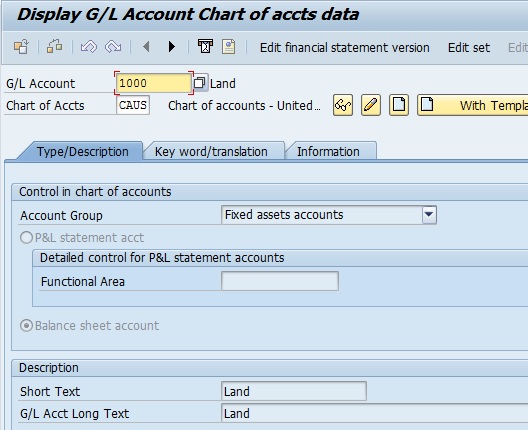 Display G/L Account Chart of accts data
Edit financial statement version Edit set Edit
G/L Account 1000 Land
Chart of Accts CAUS Chart of accounts - United... With Templa
Type/Description Key word/translation Information
Control in chart of accounts
Account Group Fixed assets accounts
P&L statement acct
Detailed control for P&L statement accounts
Functional Area
Balance sheet account
Description
Short Text Land
G/L Acct Long Text Land